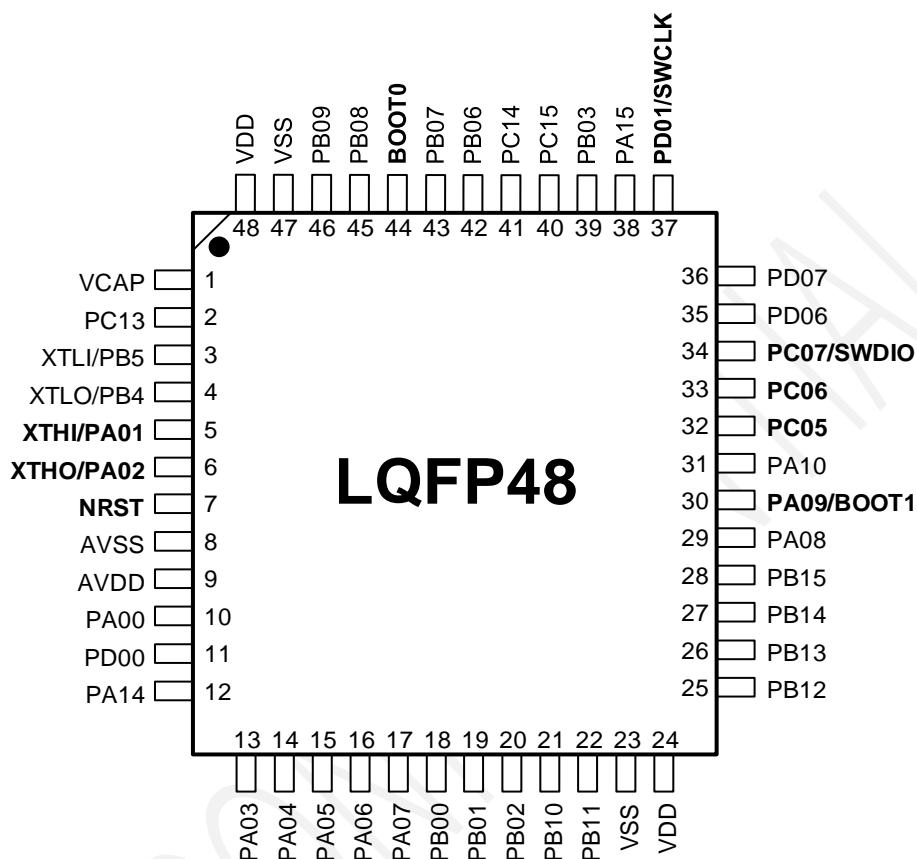 VDD
VSS
PB09
PB08
BOOT0
PB07
PB06
PC14
PC15
PB03
PA15
PD01/SWCLK
48 47 46 45 44 43 42 41 40 39 38 37
VCAP 1
PC13 2
XTLI/PB5 3
XTLO/PB4 4
XTHI/PA01 5
XTHO/PA02 6
NRST 7
AVSS 8
AVDD 9
PA00 10
PD00 11
PA14 12
LQFP48
36 PD07
35 PD06
34 PC07/SWDIO
33 PC06
32 PC05
31 PA10
30 PA09/BOOT1
29 PA08
28 PB15
27 PB14
26 PB13
25 PB12
13 14 15 16 17 18 19 20 21 22 23 24
PA03
PA04
PA05
PA06
PA07
PB00
PB01
PB02
PB10
PB11
VSS
VDD